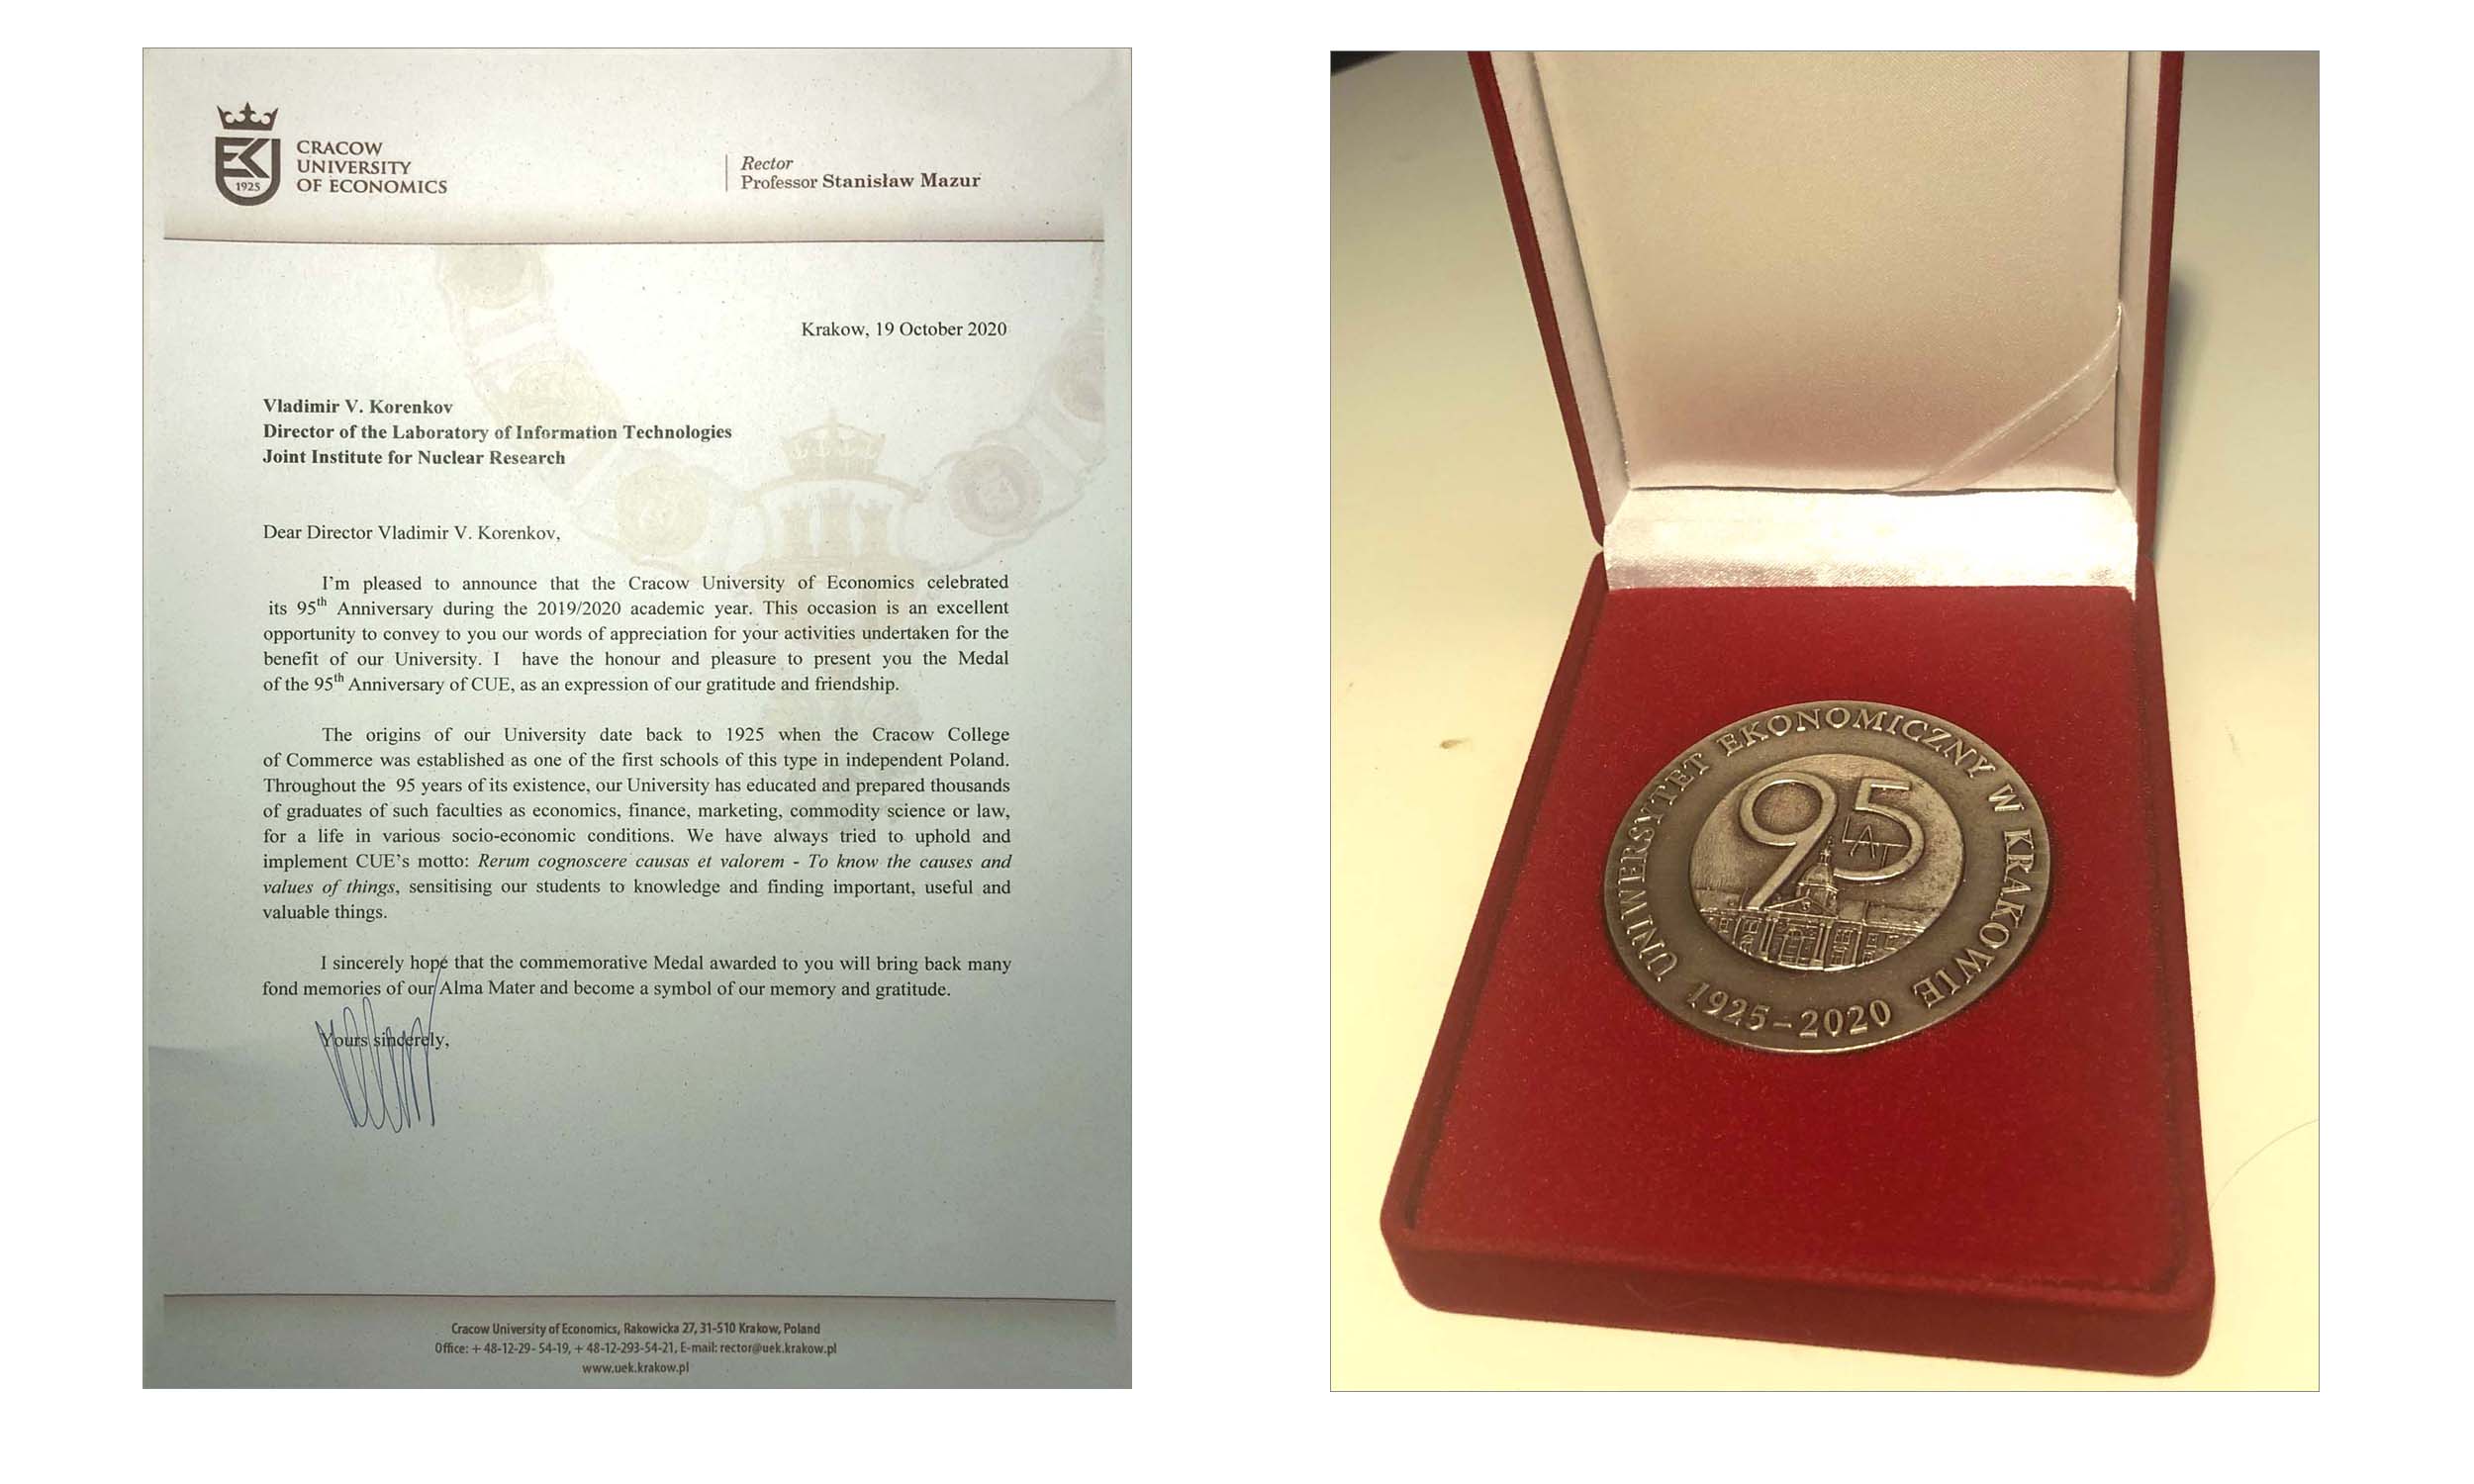 CRACOW
UNIVERSITY
OF ECONOMICS
EK
1925
Rector
Professor Stanisław Mazur
Krakow, 19 October 2020
Vladimir V. Korenkov
Director of the Laboratory of Information Technologies
Joint Institute for Nuclear Research
Dear Director Vladimir V. Korenkov,
I'm pleased to announce that the Cracow University of Economics celebrated
its 95th Anniversary during the 2019/2020 academic year. This occasion is an excellent
opportunity to convey to you our words of appreciation for your activities undertaken for the
benefit of our University. I have the honour and pleasure to present you the Medal
of the 95th Anniversary of CUE, as an expression of our gratitude and friendship.
The origins of our University date back to 1925 when the Cracow College
of Commerce was established as one of the first schools of this type in independent Poland.
Throughout the 95 years of its existence, our University has educated and prepared thousands
of graduates of such faculties as economics, finance, marketing, commodity science or law,
for a life in various socio-economic conditions. We have always tried to uphold and
implement CUE's motto: Rerum cognoscere causas et valorem - To know the causes and
values of things, sensitising our students to knowledge and finding important, useful and
valuable things.
I sincerely hope that the commemorative Medal awarded to you will bring back many
fond memories of our Alma Mater and become a symbol of our memory and gratitude.
Yours sincerely,
Cracow University of Economics, Rakowicka 27, 31-510 Krakow, Poland
Office: + 48-12-29- 54-19, + 48-12-293-54-21, E-mail: rector@uek.krakow.pl
www.uek.krakow.pl
UNIWERSYTET EKONOMICZNY W KRAKOWIE
95
LAT
1925-2020